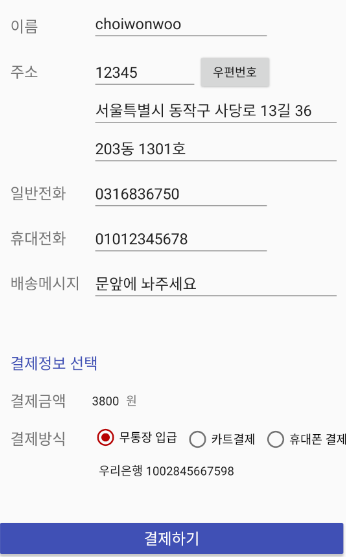 이름 choiwonwoo
주소 12345 우편번호
서울특별시 동작구 사당로 13길 36
203동 1301호
일반전화 0316836750
휴대전화 01012345678
배송메시지 문앞에 놔주세요
결제정보 선택
결제금액 3800 원
결제방식 무통장 입급 카트결제 휴대폰 결제
우리은행 1002845667598
결제하기